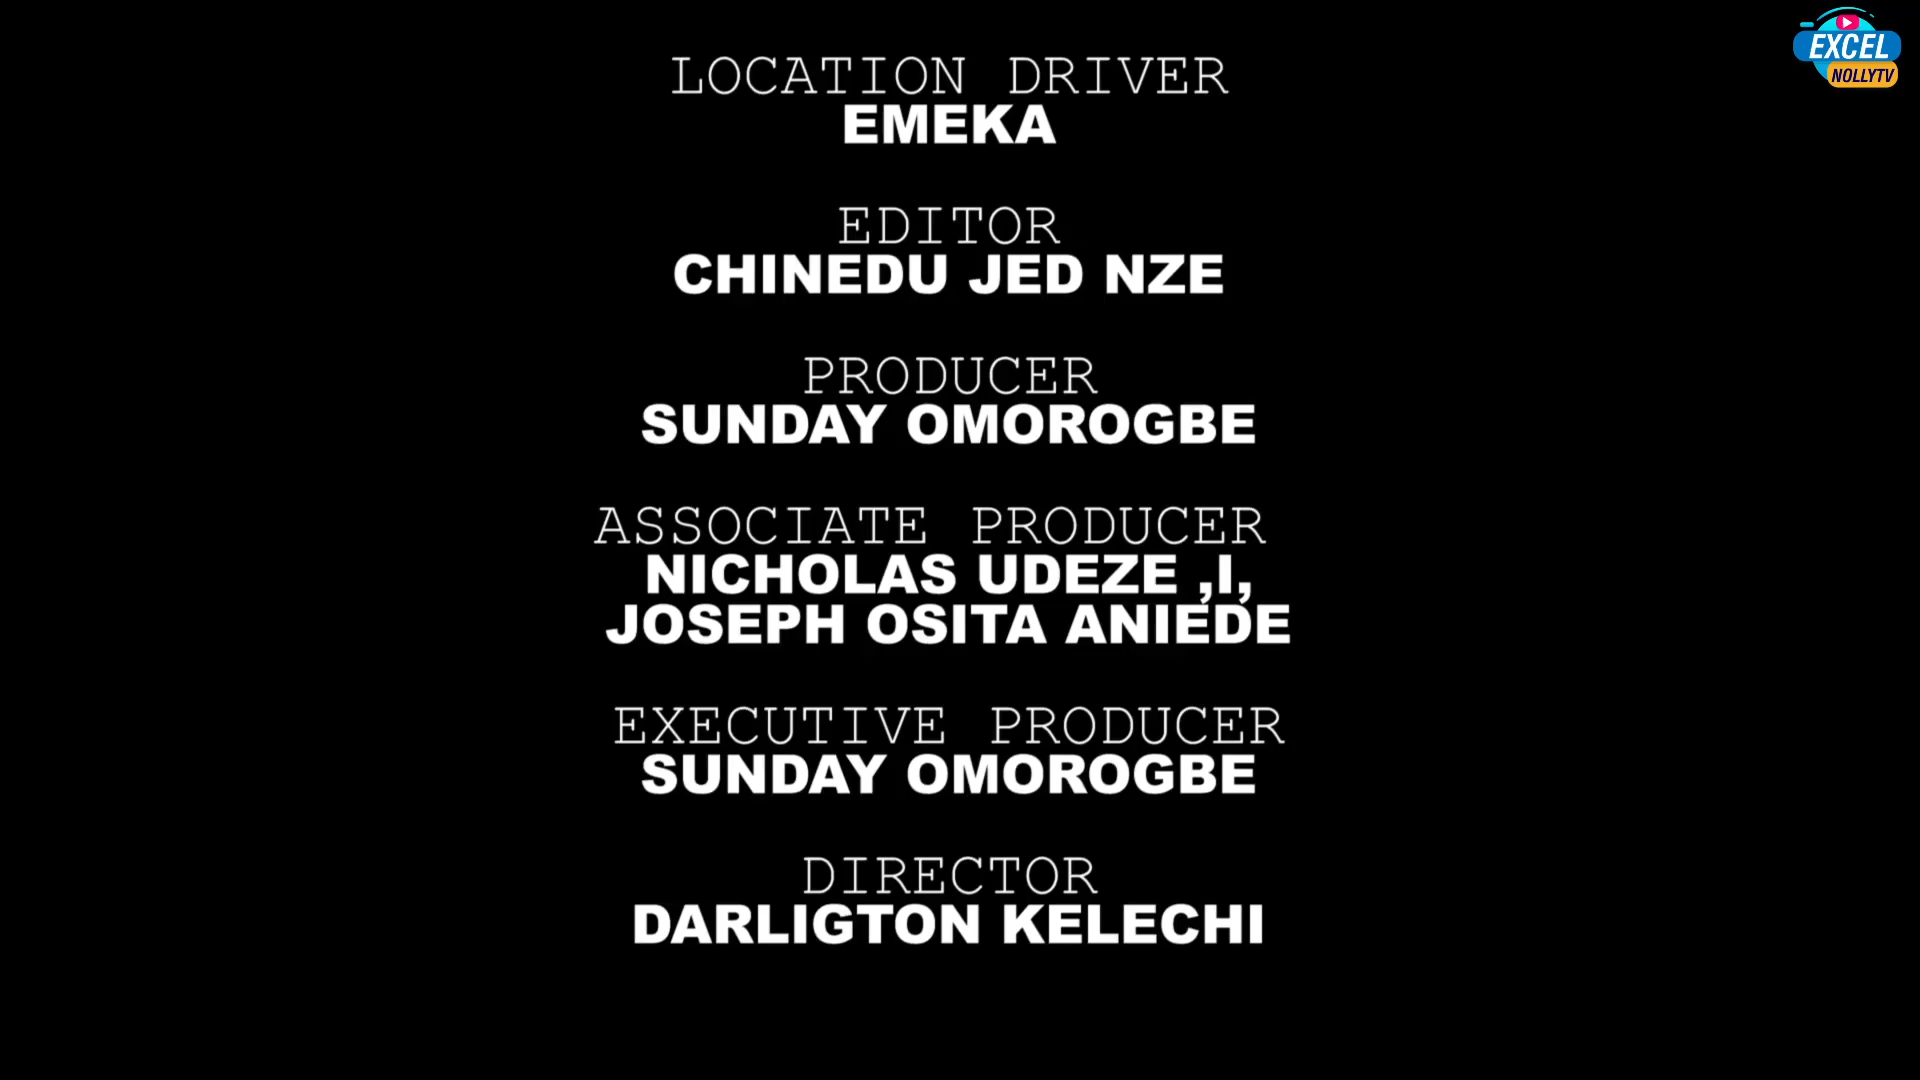 EXCEL
NOLLYTV
LOCATION DRIVER
EMEKA
EDITOR
CHINEDU JED NZE
PRODUCER
SUNDAY OMOROGBE
ASSOCIATE PRODUCER
NICHOLAS UDEZE ,I,
JOSEPH OSITA ANIEDE
EXECUTIVE PRODUCER
SUNDAY OMOROGBE
DIRECTOR
DARLIGTON KELECHI